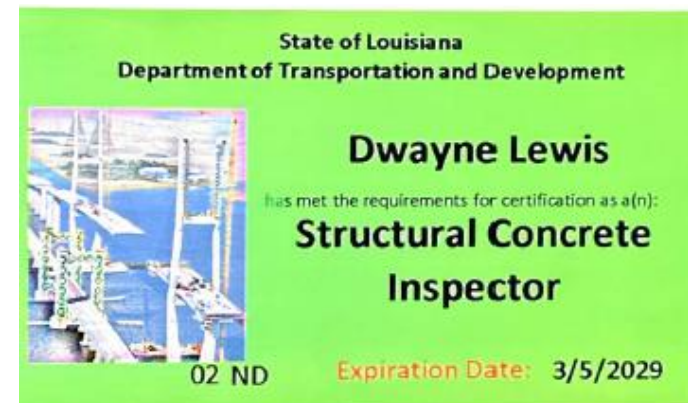 State of Louisiana
Department of Transportation and Development
Dwayne Lewis
has met the requirements for certification as a(n):
Structural Concrete
Inspector
02 ND
Expiration Date: 3/5/2029